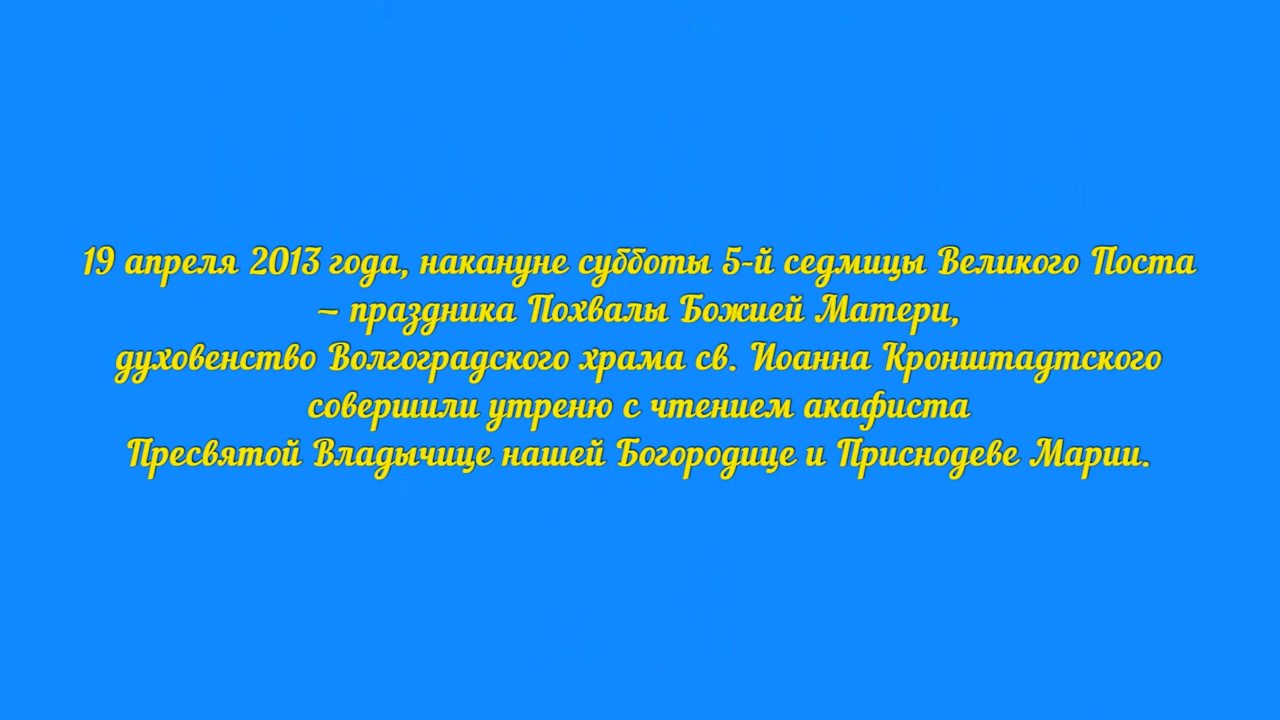 19 апреля 2013 года, накануне субботы 5-й седмицы Великого Поста
– праздника Похвалы Божией Матери,
духовенство Волгоградского храма св. Иоанна Кронштадтского
совершили утреню с чтением акафиста
Пресвятой Владычице нашей Богородице и Приснодеве Марии.